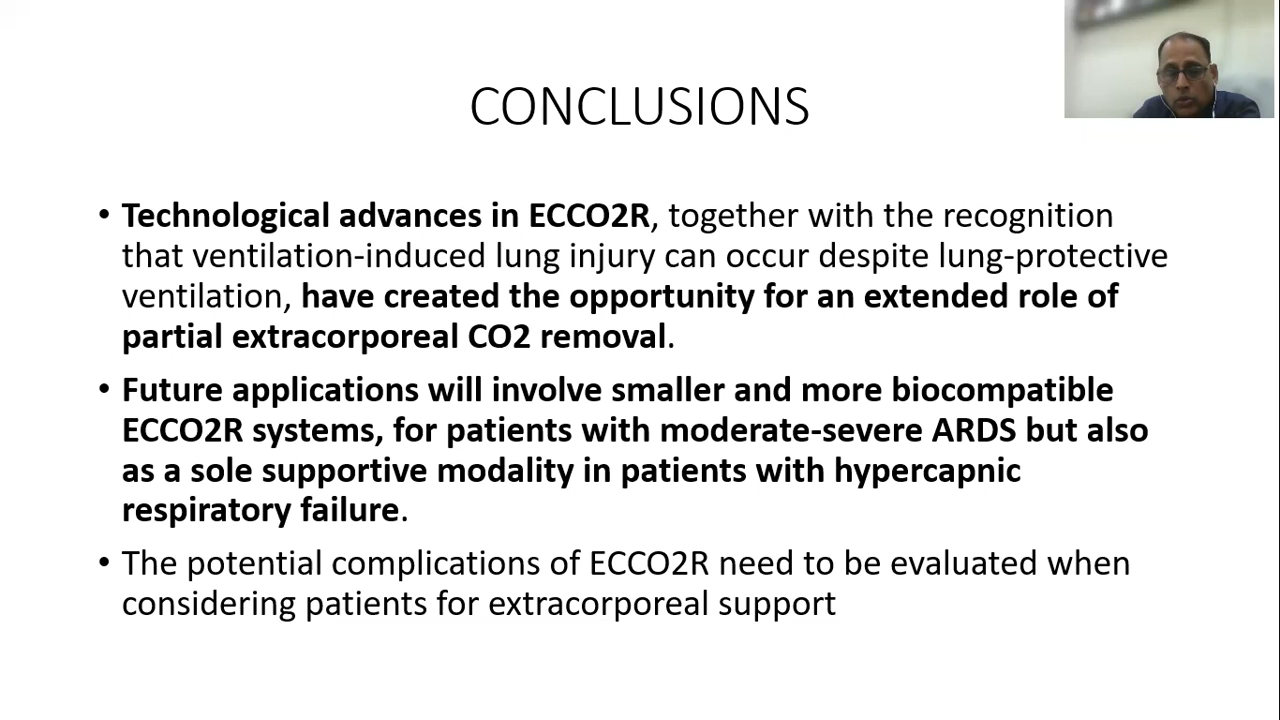 CONCLUSIONS
• Technological advances in ECCO2R, together with the recognition
that ventilation-induced lung injury can occur despite lung-protective
ventilation, have created the opportunity for an extended role of
partial extracorporeal CO2 removal.
• Future applications will involve smaller and more biocompatible
ECCO2R systems, for patients with moderate-severe ARDS but also
as a sole supportive modality in patients with hypercapnic
respiratory failure.
• The potential complications of ECCO2R need to be evaluated when
considering patients for extracorporeal support